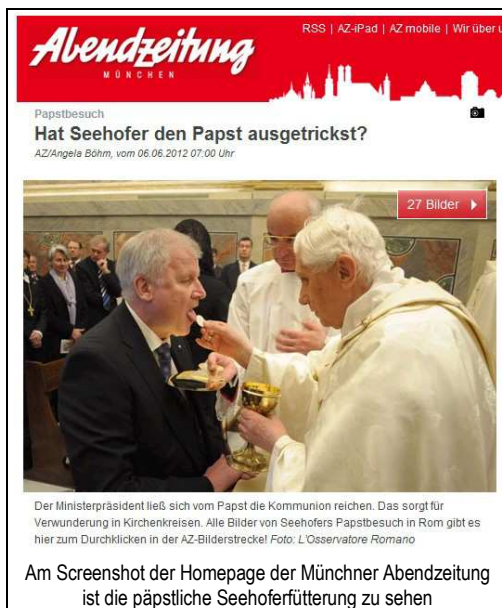 RSS | AZ-iPad | AZ mobile | Wir über u
Abendzeitung
MÜNCHEN
Papstbesuch
Hat Seehofer den Papst ausgetrickst?
AZ/Angela Böhm, vom 06.06.2012 07:00 Uhr
27 Bilder
Der Ministerpräsident ließ sich vom Papst die Kommunion reichen. Das sorgt für
Verwunderung in Kirchenkreisen. Alle Bilder von Seehofers Papstbesuch in Rom gibt es
hier zum Durchklicken in der AZ-Bilderstrecke! Foto: L'Osservatore Romano
Am Screenshot der Homepage der Münchner Abendzeitung
ist die päpstliche Seehoferfütterung zu sehen